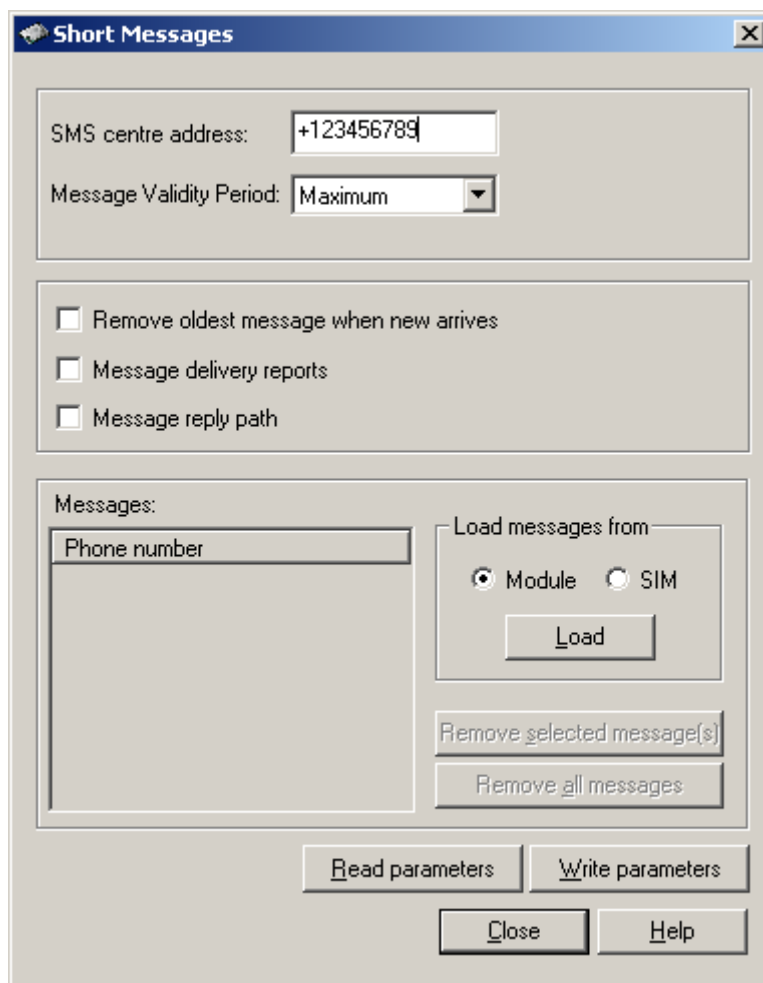 Short Messages
SMS centre address: +123456789
Message Validity Period: Maximum
Remove oldest message when new arrives
Message delivery reports
Message reply path
Messages:
Phone number
Load messages from
Module SIM
Load
Remove selected message(s)
Remove all messages
Read parameters Write parameters
Close Help